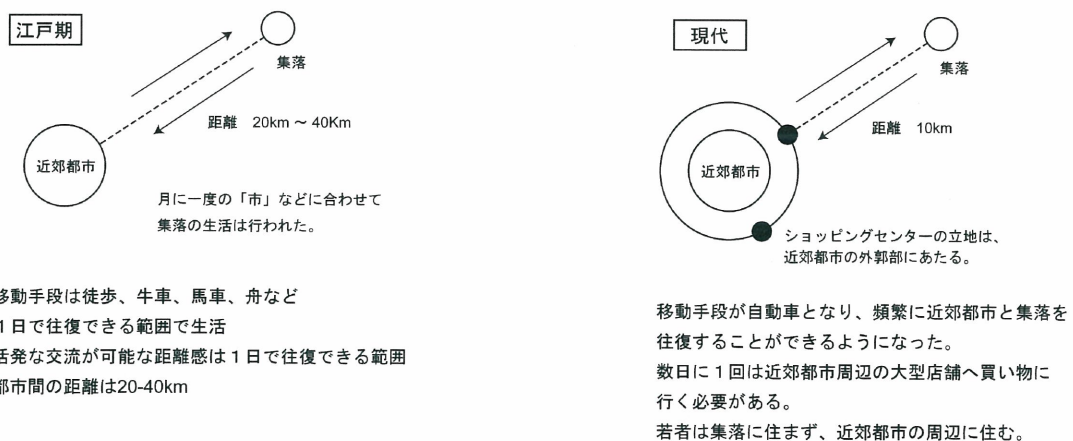 江戸期
集落
距離　20km ～ 40Km
近郊都市
月に一度の「市」などに合わせて
集落の生活は行われた。
移動手段は徒歩、牛車、馬車、舟など
１日で往復できる範囲で生活
活発な交流が可能な距離感は１日で往復できる範囲
都市間の距離は20-40km
現代
集落
距離　10km
近郊都市
ショッピングセンターの立地は、
近郊都市の外郭部にあたる。
移動手段が自動車となり、頻繁に近郊都市と集落を
往復することができるようになった。
数日に１回は近郊都市周辺の大型店舗へ買い物に
行く必要がある。
若者は集落に住まず、近郊都市の周辺に住む。